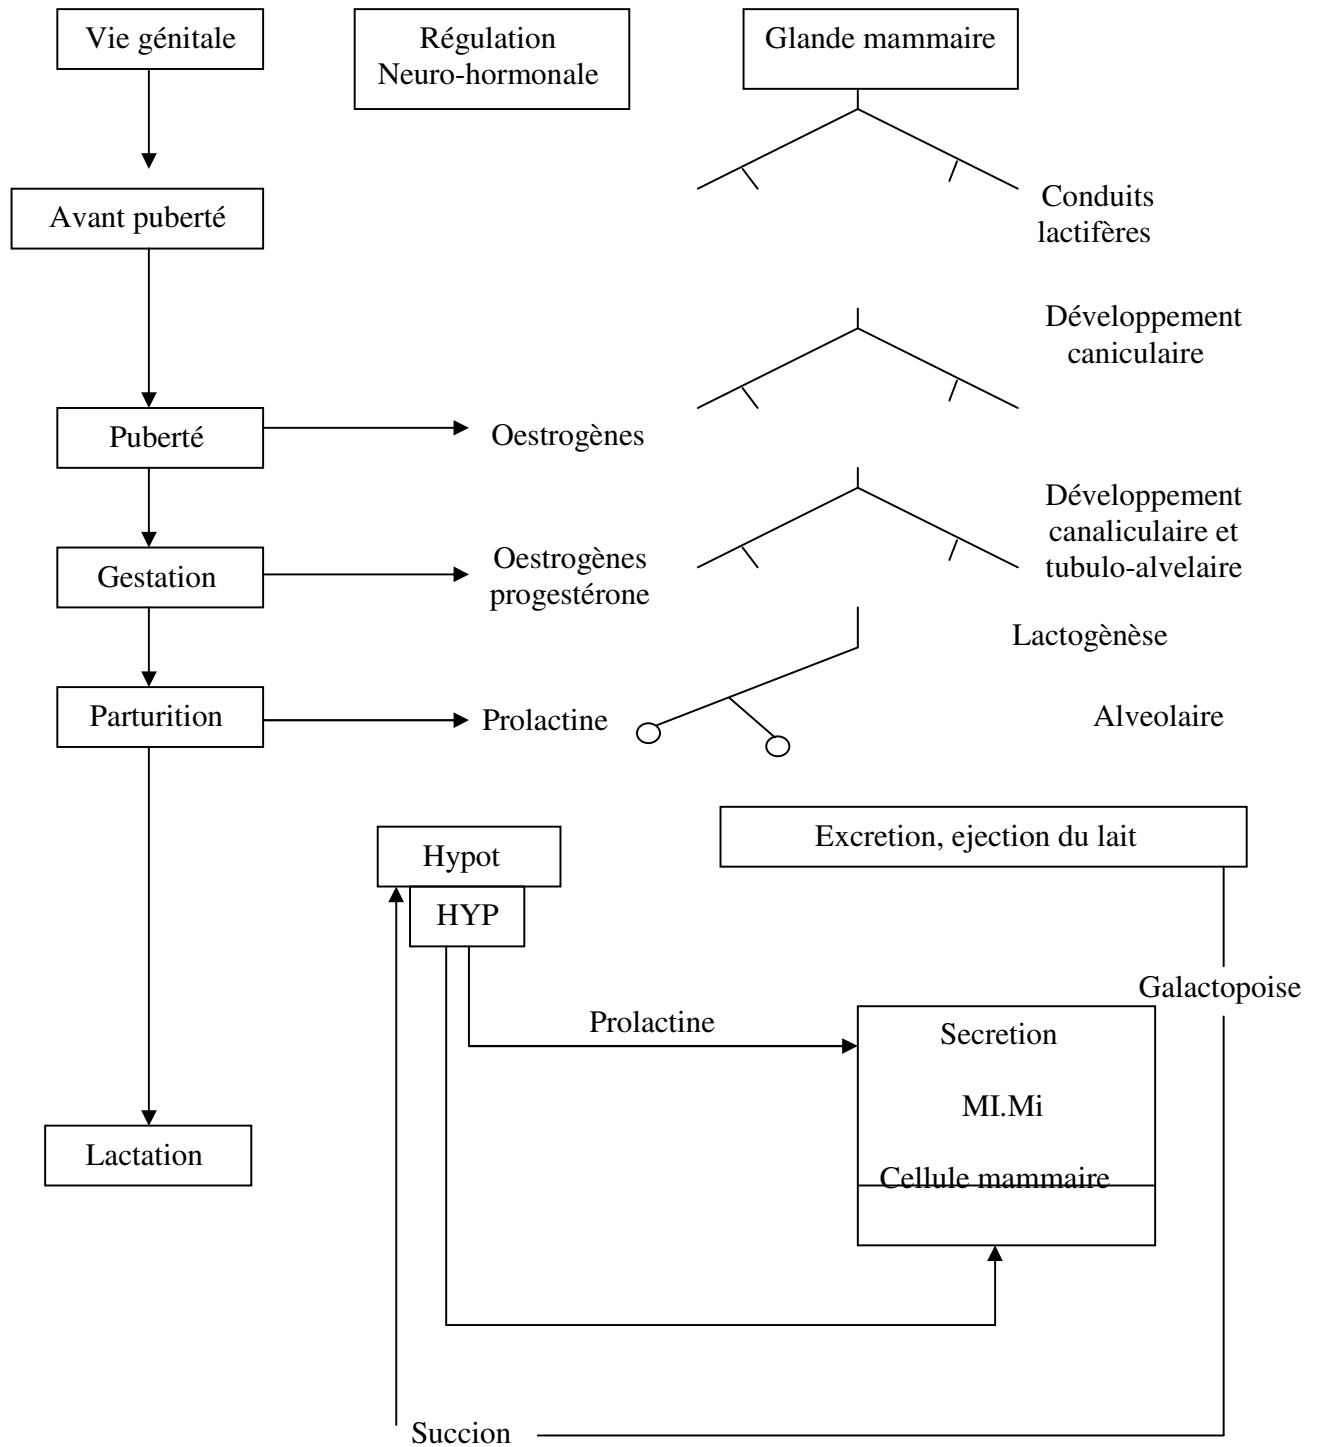 Vie génitale
Régulation
Neuro-hormonale
Glande mammaire
Avant puberté
Conduits
lactifères
Développement
caniculaire
Puberté
Oestrogènes
Développement
canaliculaire et
tubulo-alvelaire
Gestation
Oestrogènes
progestérone
Lactogènèse
Parturition
Prolactine
Alveolaire
Excretion, ejection du lait
Hypot
HYP
Galactopoise
Prolactine
Secretion
MI.Mi
Cellule mammaire
Lactation
Succion